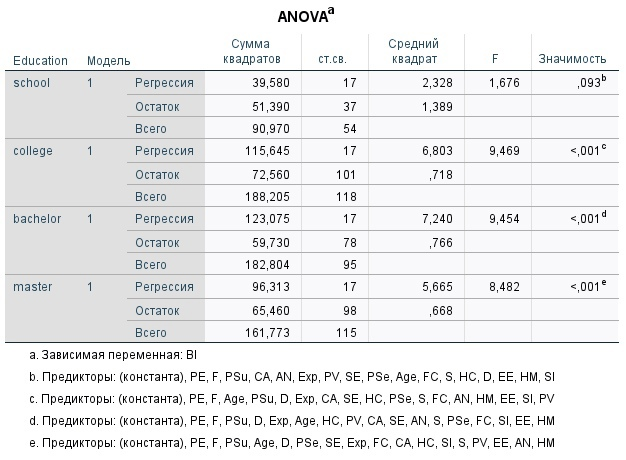 ANOVAa
Education Модель Сумма квадратов ст.св. Средний квадрат F Значимость
school 1 Регрессия 39,580 17 2,328 1,676 ,093b
Остаток 51,390 37 1,389
Всего 90,970 54
college 1 Регрессия 115,645 17 6,803 9,469 <,001c
Остаток 72,560 101 ,718
Всего 188,205 118
bachelor 1 Регрессия 123,075 17 7,240 9,454 <,001d
Остаток 59,730 78 ,766
Всего 182,804 95
master 1 Регрессия 96,313 17 5,665 8,482 <,001e
Остаток 65,460 98 ,668
Всего 161,773 115
a. Зависимая переменная: BI
b. Предикторы: (константа), PE, F, PSu, CA, AN, Exp, PV, SE, PSe, Age, FC, S, HC, D, EE, HM, SI
c. Предикторы: (константа), PE, F, Age, PSu, D, Exp, CA, SE, HC, PSe, S, FC, AN, HM, EE, SI, PV
d. Предикторы: (константа), PE, F, PSu, D, Exp, Age, HC, PV, CA, SE, AN, S, PSe, FC, SI, EE, HM
e. Предикторы: (константа), PE, F, PSu, Age, D, PSe, SE, Exp, FC, CA, HC, SI, S, PV, EE, AN, HM